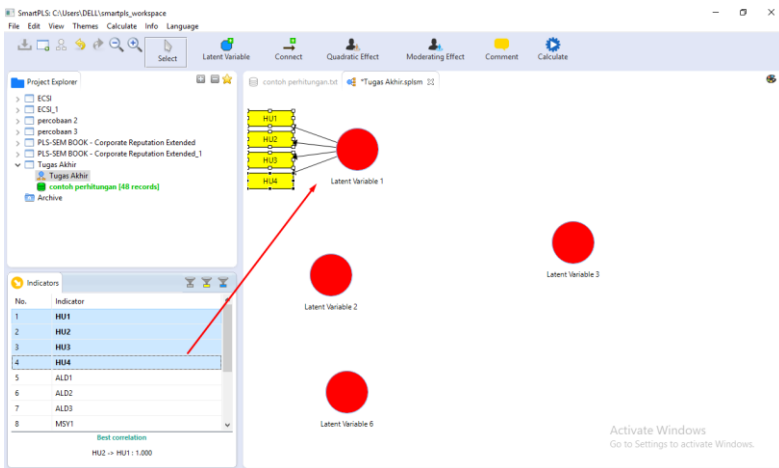 SmartPLS: C:\Users\DELL\smartpls_workspace
File Edit View Themes Calculate Info Language
Select
Latent Variable
Connect
Quadratic Effect
Moderating Effect
Comment
Calculate
Project Explorer
ECSI
ECSI_1
percobaan 2
percobaan 3
PLS-SEM BOOK - Corporate Reputation Extended
PLS-SEM BOOK - Corporate Reputation Extended_1
Tugas Akhir
Tugas Akhir
contoh perhitungan [48 records]
Archive
contoh perhitungan.txt
*Tugas Akhir.splsm
HU1
HU2
HU3
HU4
Latent Variable 1
Latent Variable 3
Latent Variable 2
Latent Variable 6
Indicators
No. Indicator
1 HU1
2 HU2
3 HU3
4 HU4
5 ALD1
6 ALD2
7 ALD3
8 MSY1
Best correlation
HU2 -> HU1 : 1.000
Activate Windows
Go to Settings to activate Windows.